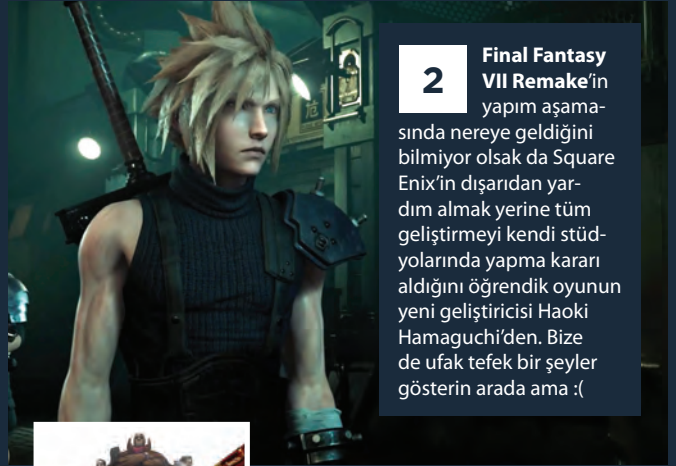 2
Final Fantasy
VII Remake'in
yapım aşama-
sında nereye geldiğini
bilmiyor olsak da Square
Enix'in dışarıdan yar-
dım almak yerine tüm
geliştirmeyi kendi stüd-
yolarında yapma kararı
aldığını öğrendik oyunun
yeni geliştiricisi Haoki
Hamaguchi'den. Bize
de ufak tefek bir şeyler
gösterin arada ama :(